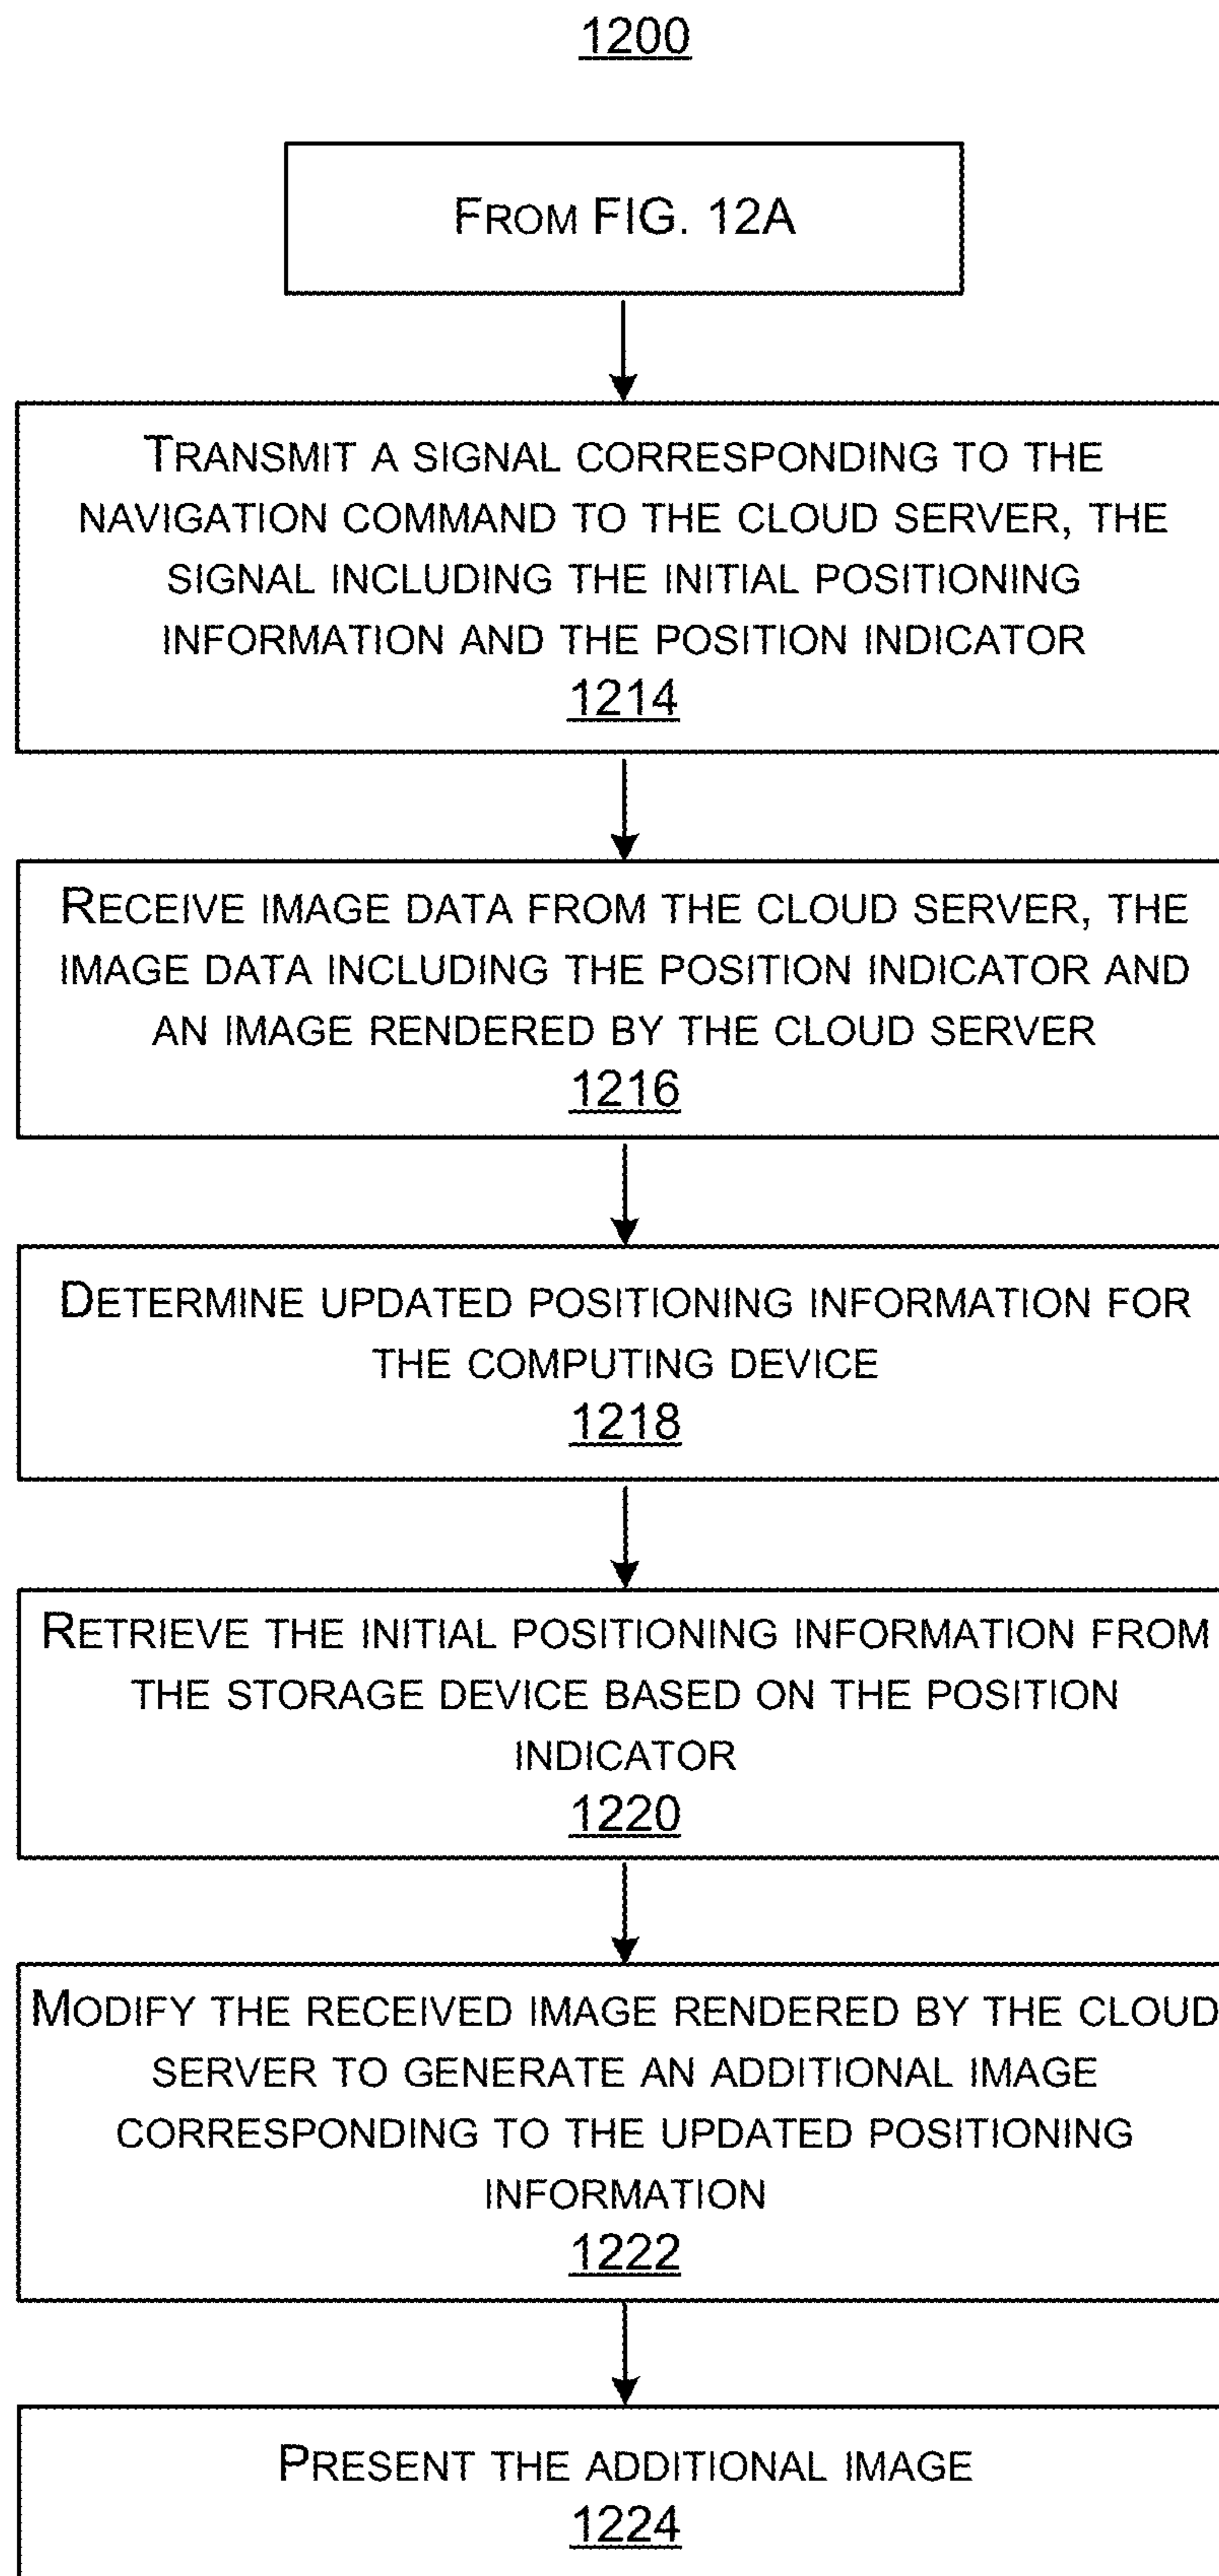 1200
FROM FIG. 12A
TRANSMIT A SIGNAL CORRESPONDING TO THE
NAVIGATION COMMAND TO THE CLOUD SERVER, THE
SIGNAL INCLUDING THE INITIAL POSITIONING
INFORMATION AND THE POSITION INDICATOR
1214
RECEIVE IMAGE DATA FROM THE CLOUD SERVER, THE
IMAGE DATA INCLUDING THE POSITION INDICATOR AND
AN IMAGE RENDERED BY THE CLOUD SERVER
1216
DETERMINE UPDATED POSITIONING INFORMATION FOR
THE COMPUTING DEVICE
1218
RETRIEVE THE INITIAL POSITIONING INFORMATION FROM
THE STORAGE DEVICE BASED ON THE POSITION
INDICATOR
1220
MODIFY THE RECEIVED IMAGE RENDERED BY THE CLOUD
SERVER TO GENERATE AN ADDITIONAL IMAGE
CORRESPONDING TO THE UPDATED POSITIONING
INFORMATION
1222
PRESENT THE ADDITIONAL IMAGE
1224